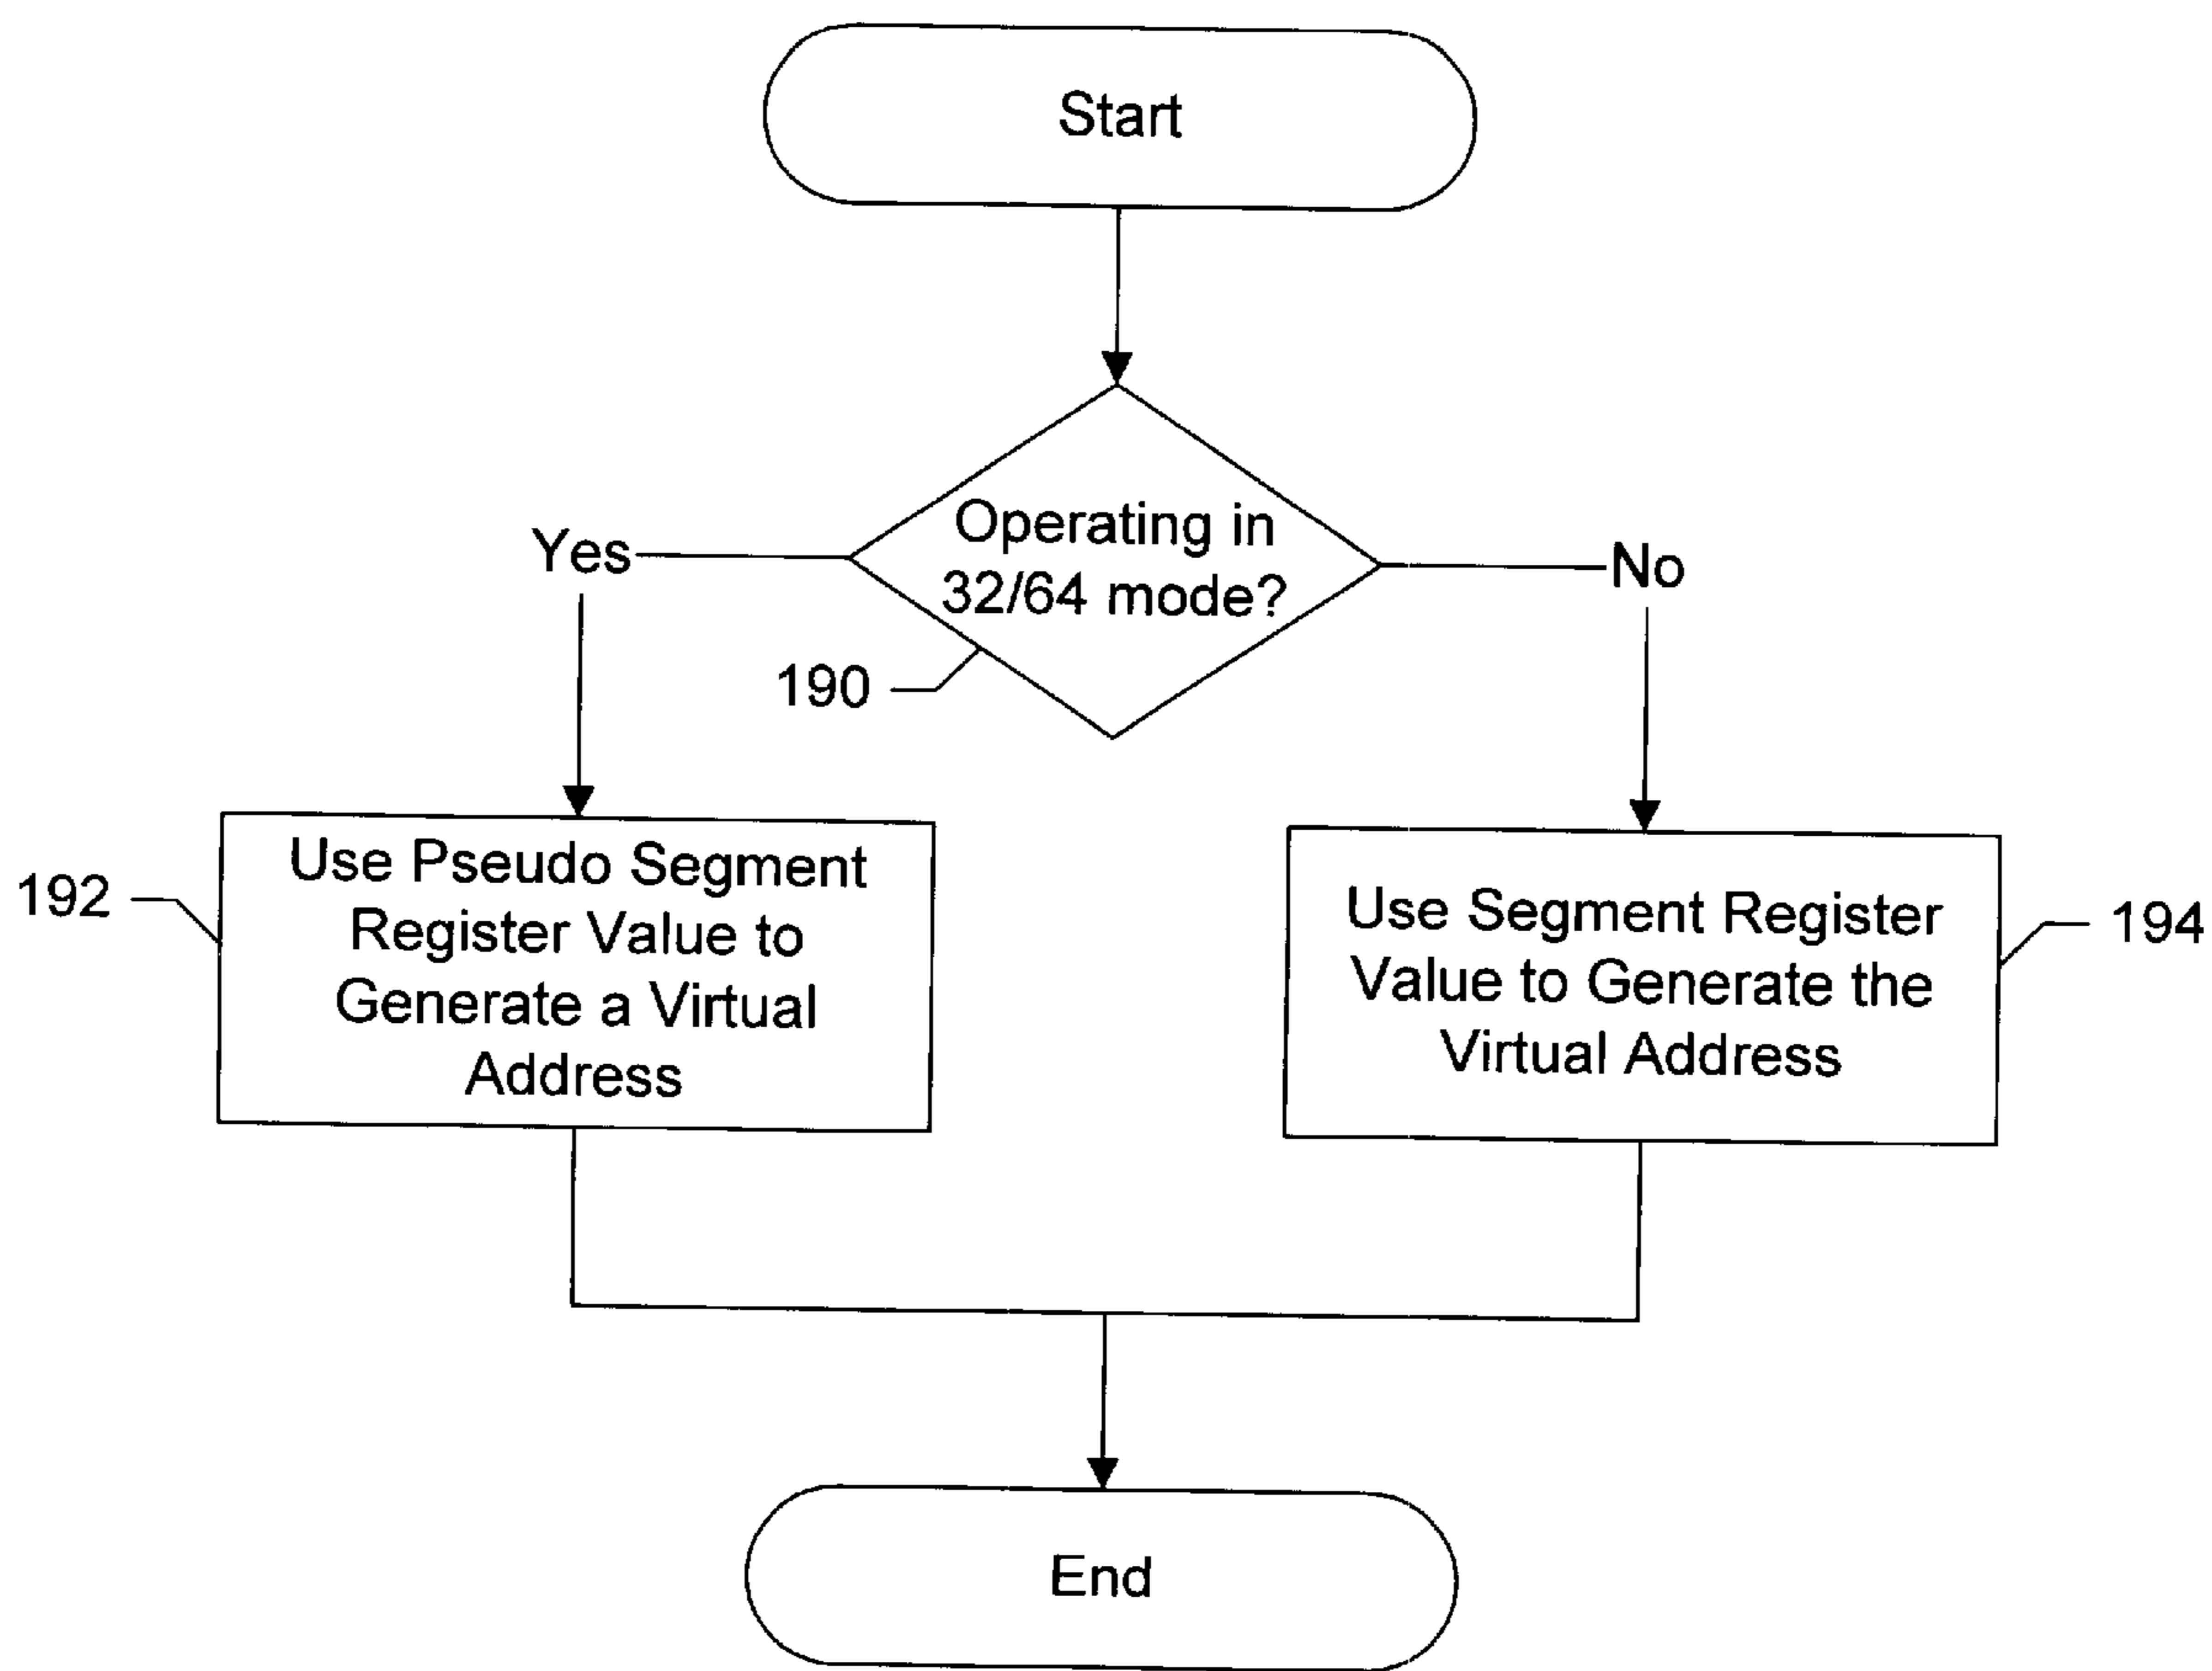 Start
Operating in
32/64 mode?
Yes
No
190
Use Pseudo Segment
Register Value to
Generate a Virtual
Address
192
Use Segment Register
Value to Generate the
Virtual Address
194
End